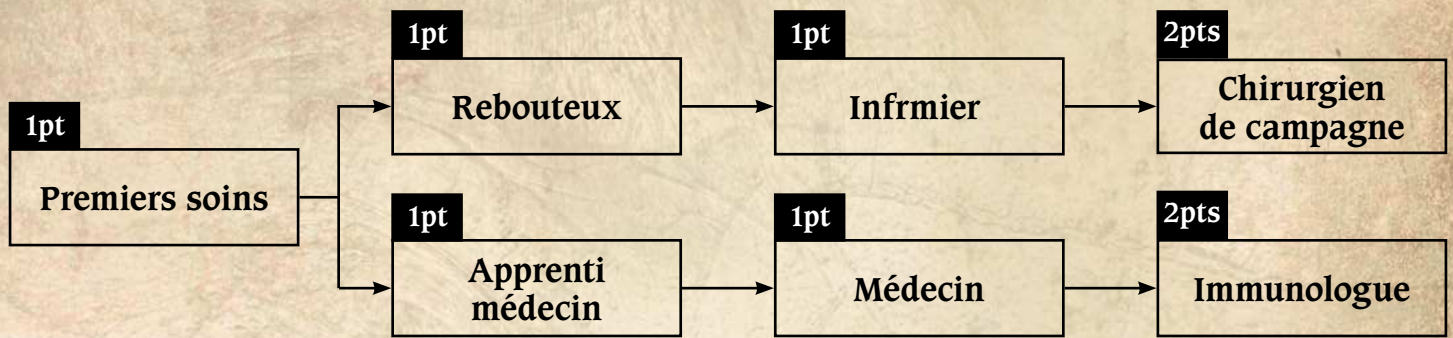 1pt
Premiers soins
1pt
Rebouteux
1pt
Infrmier
2pts
Chirurgien
de campagne
1pt
Apprenti
médecin
1pt
Médecin
2pts
Immunologue